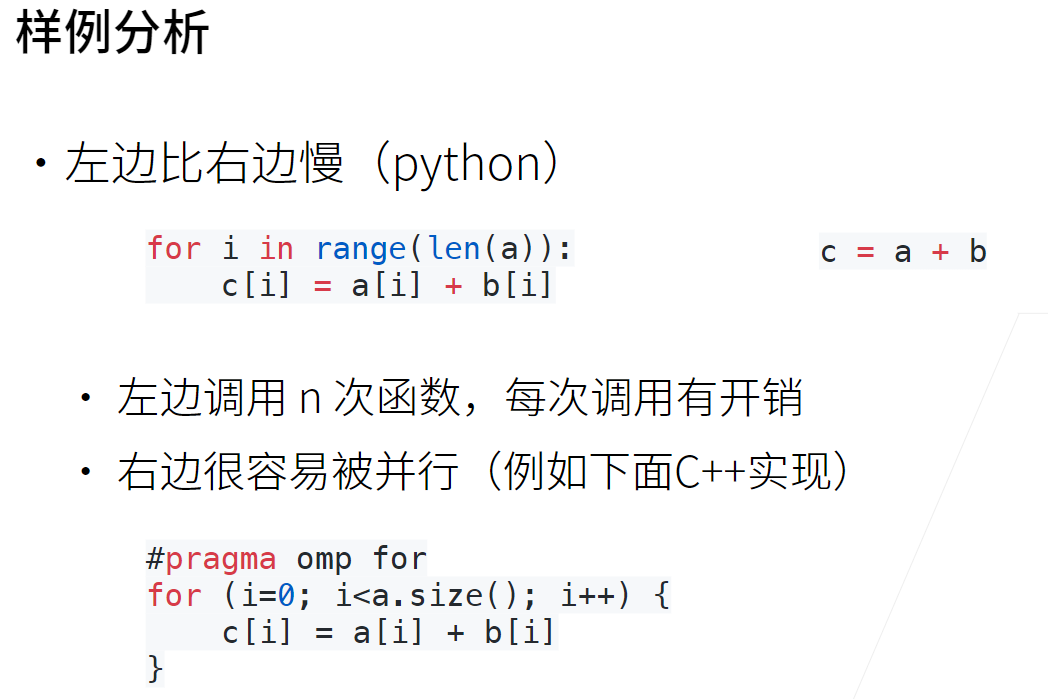 样例分析
• 左边比右边慢（python）
for i in range(len(a)):
    c[i] = a[i] + b[i]
c = a + b
• 左边调用 n 次函数，每次调用有开销
• 右边很容易被并行（例如下面C++实现）
#pragma omp for
for (i=0; i<a.size(); i++) {
    c[i] = a[i] + b[i]
}